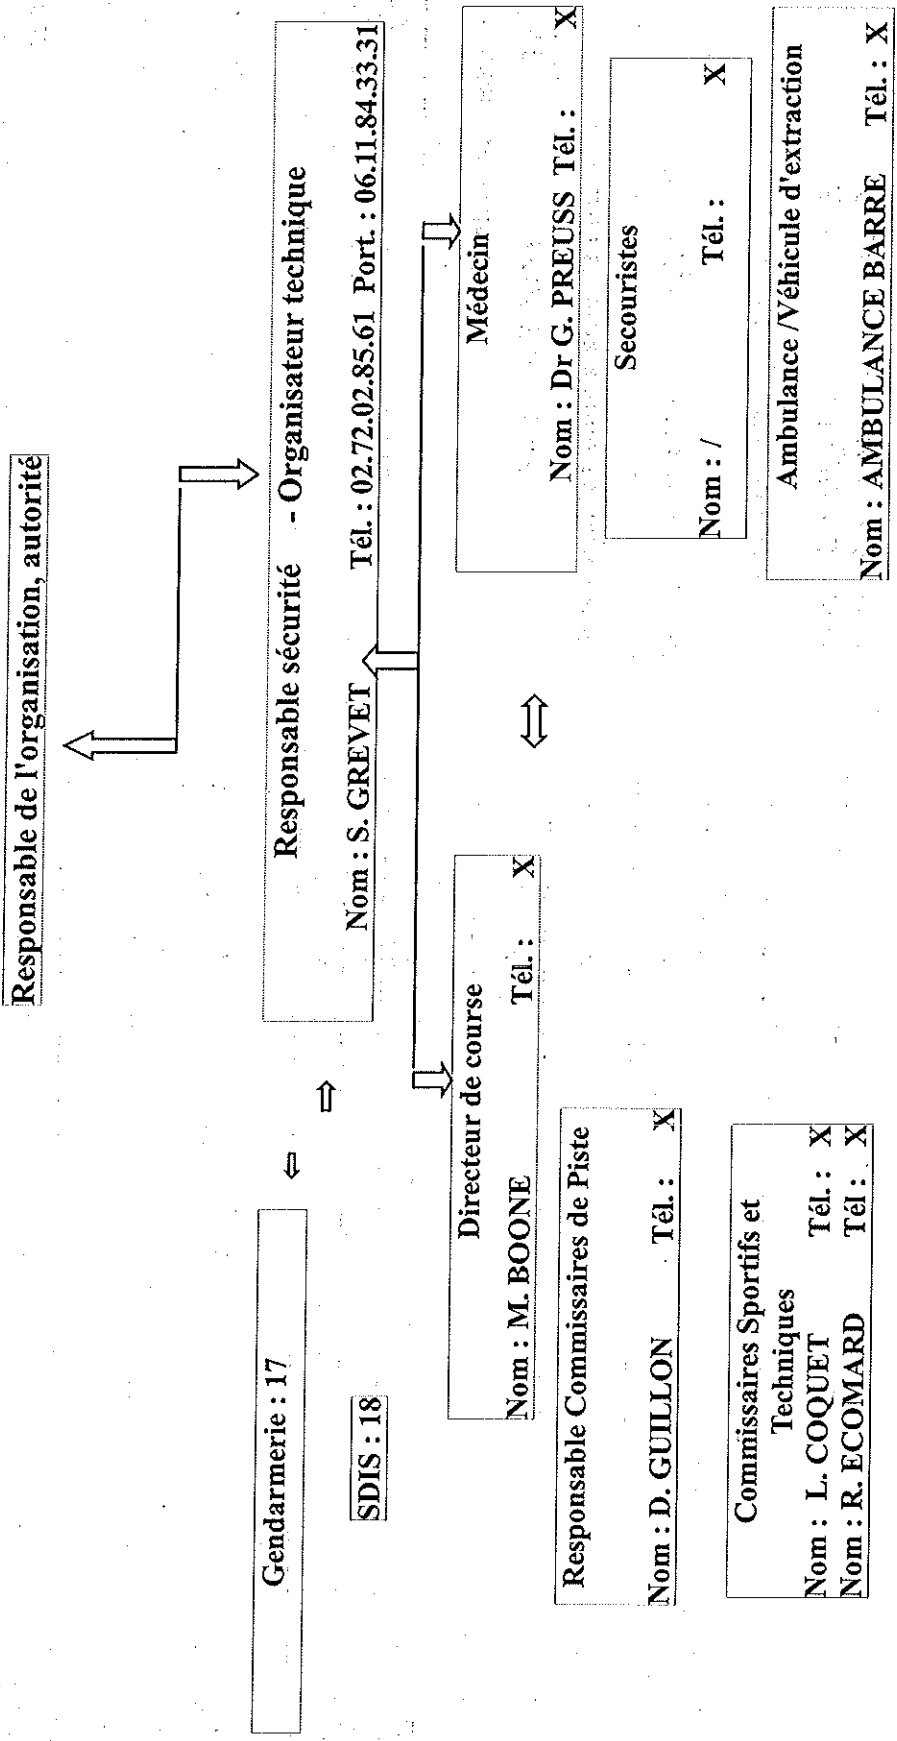 Responsable de l'organisation, autorité
Gendarmerie : 17
SDIS : 18
Responsable sécurité - Organisateur technique
Nom : S. GREVET Tél. : 02.72.02.85.61 Port. : 06.11.84.33.31
Directeur de course
Nom : M. BOONE Tél. : X
Responsable Commissaires de Piste
Nom : D. GUILLON Tél. : X
Commissaires Sportifs et
Techniques
Nom : L. COQUET Tél. : X
Nom : R. ECOMARD Tél : X
Médecin
Nom : Dr G. PREUSS Tél. : X
Secouristes
Nom : / Tél. : X
Ambulance /Véhicule d'extraction
Nom : AMBULANCE BARRE Tél. : X